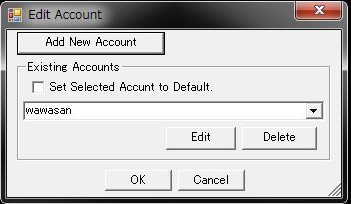 Edit Account
Add New Account
Existing Accounts
Set Selected Accunt to Default.
wawasan
Edit Delete
OK Cancel